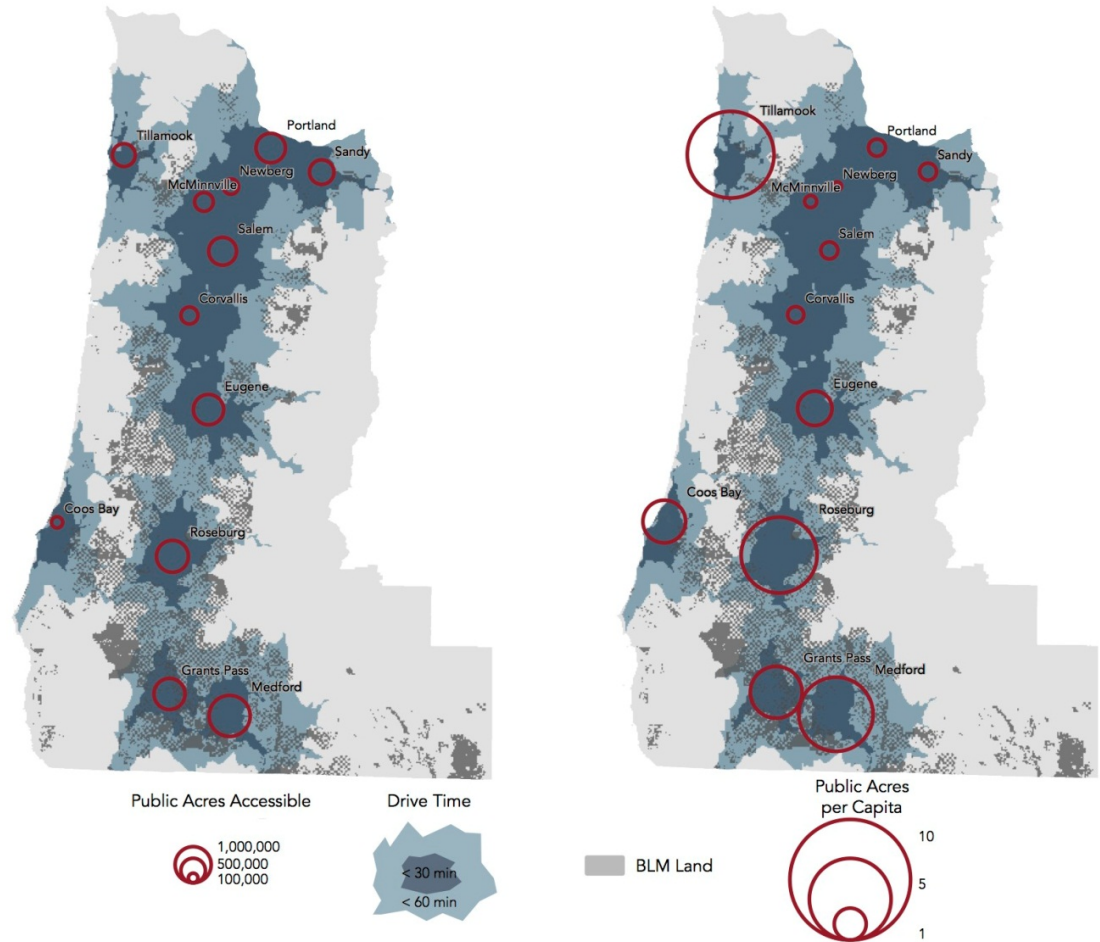 Tillamook
Portland
Sandy
Newberg
McMinnville
Salem
Corvallis
Eugene
Coos Bay
Roseburg
Grants Pass
Medford
Public Acres Accessible
1,000,000
500,000
100,000
Drive Time
< 30 min
< 60 min
Tillamook
Portland
Sandy
Newberg
McMinnville
Salem
Corvallis
Eugene
Coos Bay
Roseburg
Grants Pass
Medford
BLM Land
Public Acres
per Capita
10
5
1